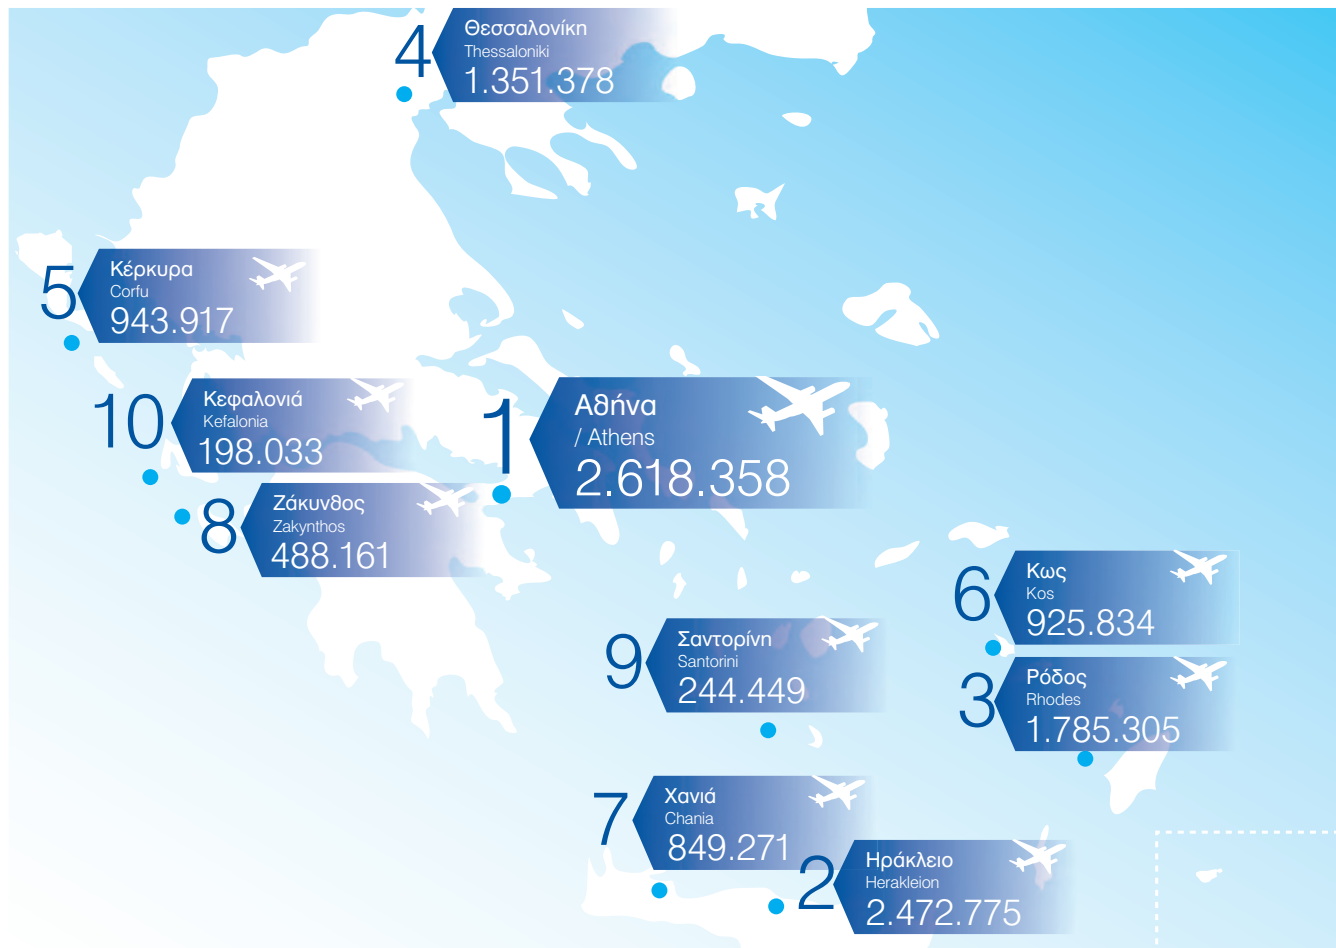 4
Θεσσαλονίκη
Thessaloniki
1.351.378
5
Κέρκυρα
Corfu
943.917
10
Κεφαλονιά
Kefalonia
198.033
1
Αθήνα
/ Athens
2.618.358
8
Ζάκυνθος
Zakynthos
488.161
6
Κως
Kos
925.834
9
Σαντορίνη
Santorini
244.449
3
Ρόδος
Rhodes
1.785.305
7
Χανιά
Chania
849.271
2
Ηράκλειο
Herakleion
2.472.775